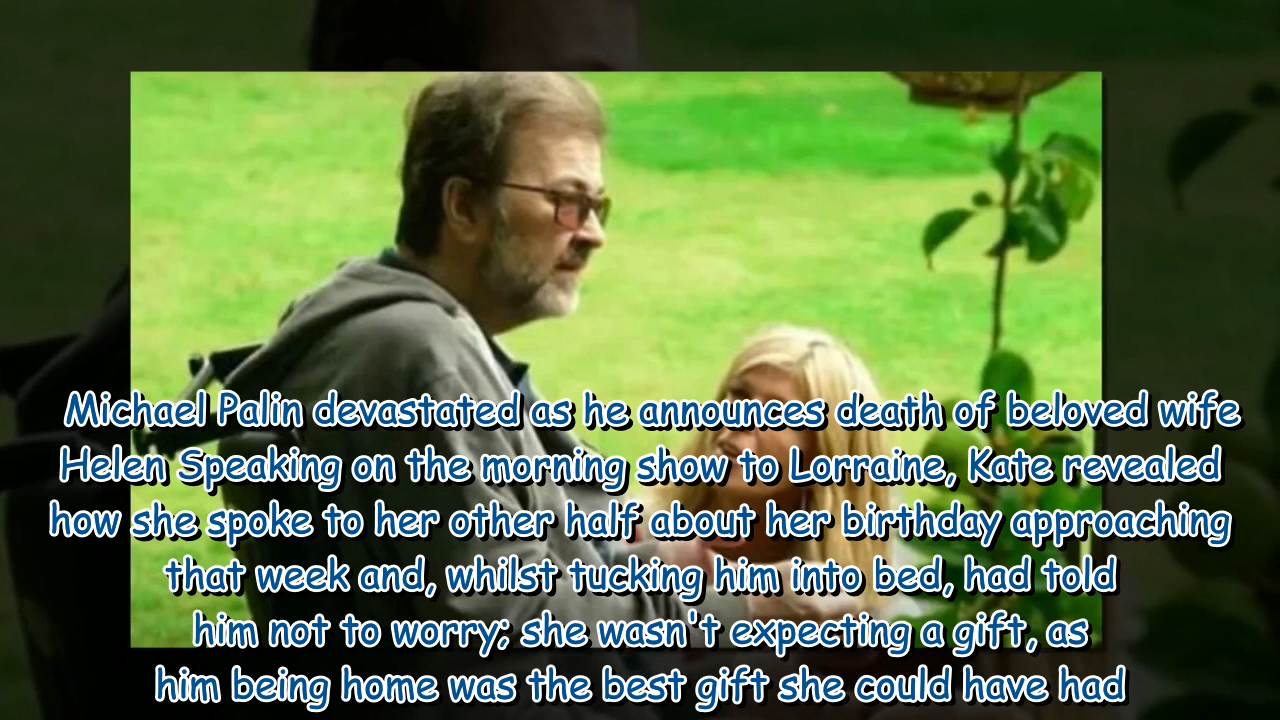 Michael Palin devastated as he announces death of beloved wife
Helen Speaking on the morning show to Lorraine, Kate revealed
how she spoke to her other half about her birthday approaching
that week and, whilst tucking him into bed, had told
him not to worry; she wasn't expecting a gift, as
him being home was the best gift she could have had